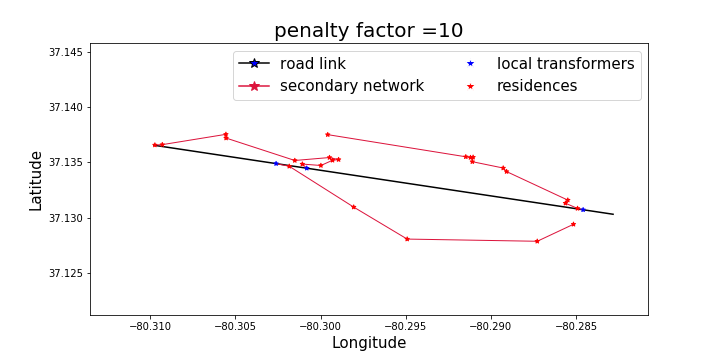 penalty factor =10
road link
secondary network
local transformers
residences
37.145
37.140
37.135
37.130
37.125
Latitude
−80.310 −80.305 −80.300 −80.295 −80.290 −80.285
Longitude